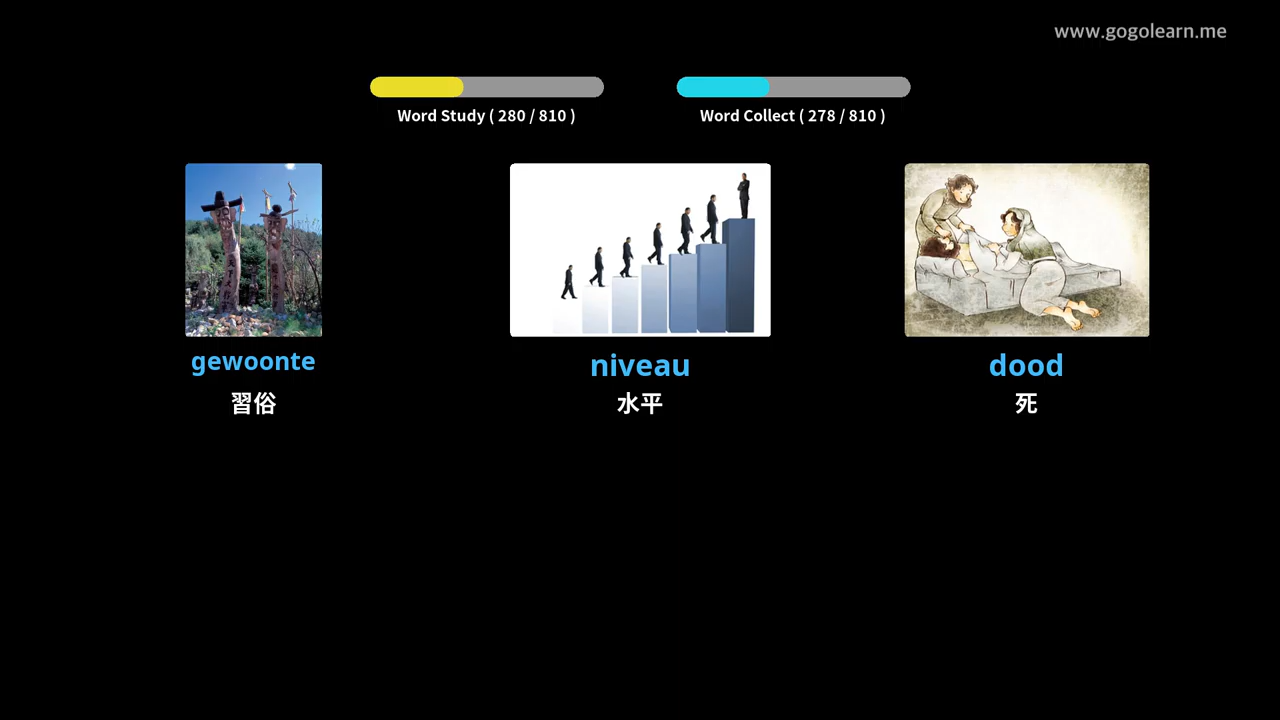 www.gogolearn.me
Word Study ( 280 / 810 )
Word Collect ( 278 / 810 )
gewoonte
niveau
dood
習俗
水平
死